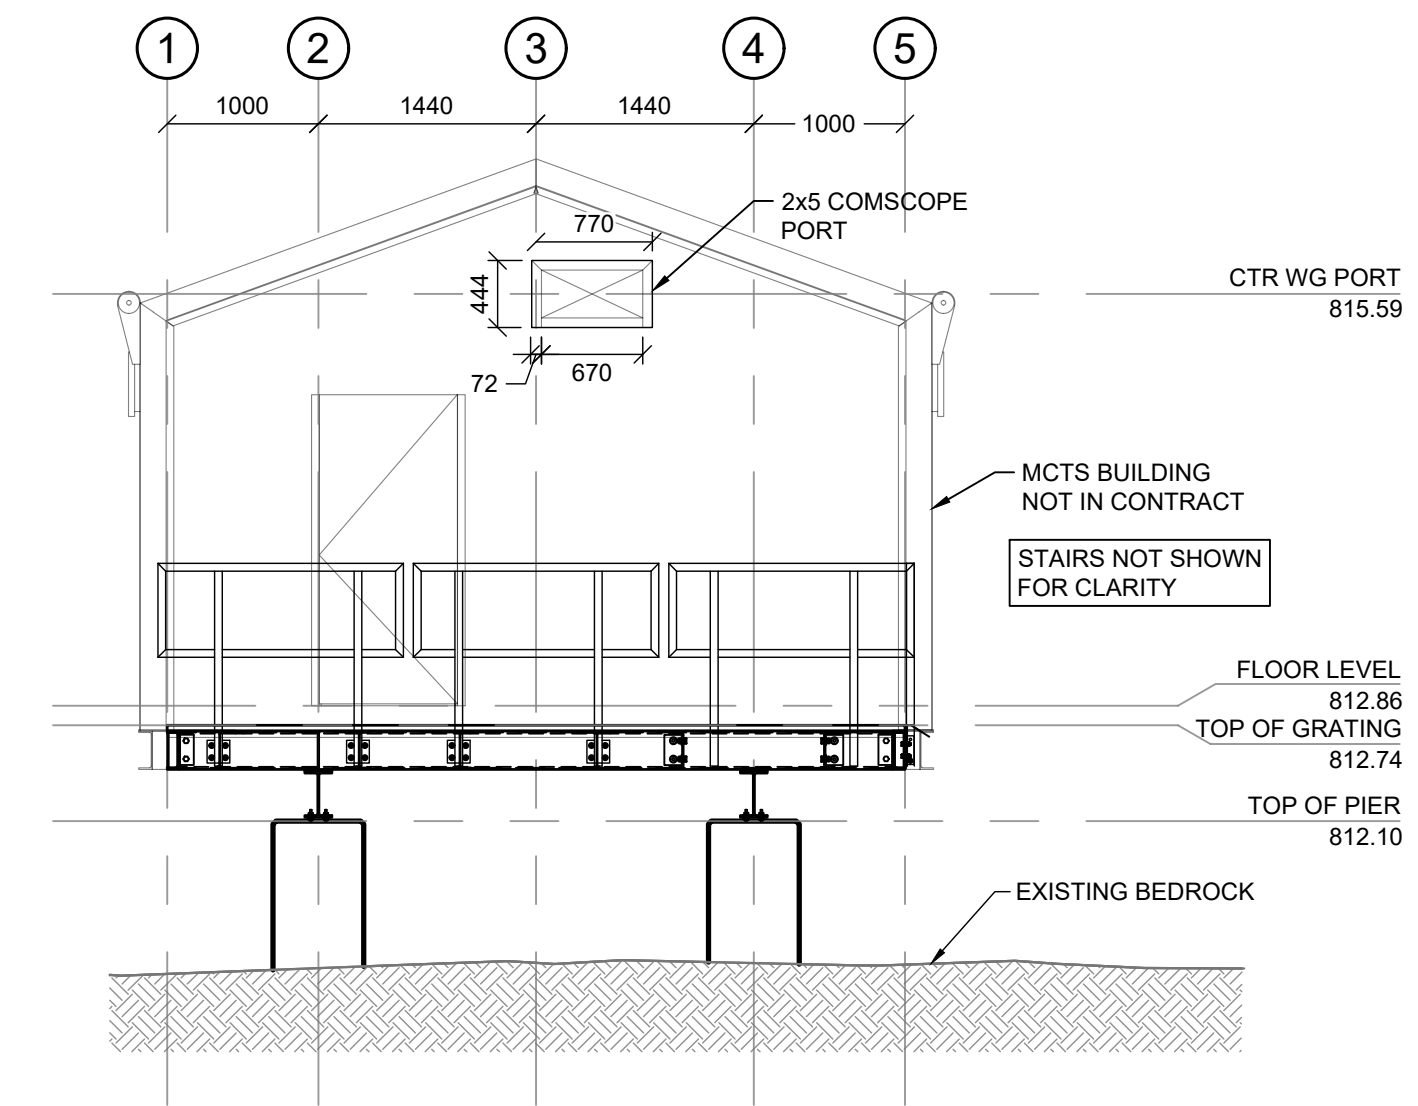 1 2 3 4 5
1000 1440 1440 1000
2x5 COMSCOPE
PORT
770
444
72 670
CTR WG PORT
815.59
MCTS BUILDING
NOT IN CONTRACT
STAIRS NOT SHOWN
FOR CLARITY
FLOOR LEVEL
812.86
TOP OF GRATING
812.74
TOP OF PIER
812.10
EXISTING BEDROCK